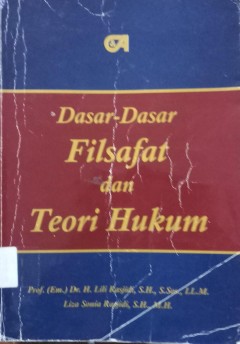 Dasar-Dasar
Filsafat
dan
Teori Hukum
Prof. (Em.) Dr. H. Lili Rasjidi, S.H., S.Sos., LL.M.
Liza Sonia Rasjidi, S.H., M.H.